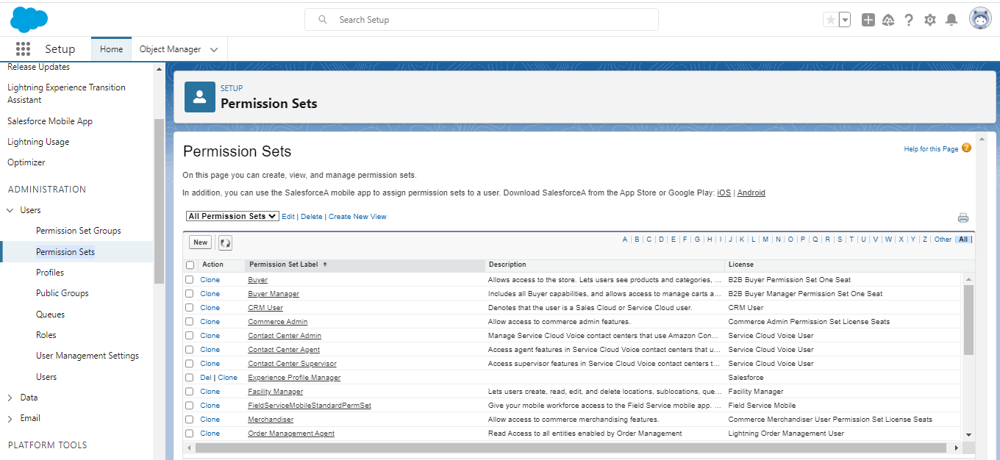 Search Setup
Setup
Home
Object Manager
Release Updates
Lightning Experience Transition
Assistant
Salesforce Mobile App
Lightning Usage
Optimizer
ADMINISTRATION
Users
Permission Set Groups
Permission Sets
Profiles
Public Groups
Queues
Roles
User Management Settings
Users
Data
Email
PLATFORM TOOLS
SETUP
Permission Sets
Permission Sets
Help for this Page ?
On this page you can create, view, and manage permission sets.
In addition, you can use the SalesforceA mobile app to assign permission sets to a user. Download SalesforceA from the App Store or Google Play: iOS | Android
All Permission Sets Edit | Delete | Create New View
New
A | B | C | D | E | F | G | H | I | J | K | L | M | N | O | P | Q | R | S | T | U | V | W | X | Y | Z | Other | All |
Action Permission Set Label ↑ Description License
Clone Buyer Allows access to the store. Lets users see products and categories, ... B2B Buyer Permission Set One Seat
Clone Buyer Manager Includes all Buyer capabilities, and allows access to manage carts a... B2B Buyer Manager Permission Set One Seat
Clone CRM User Denotes that the user is a Sales Cloud or Service Cloud user. CRM User
Clone Commerce Admin Allow access to commerce admin features. Commerce Admin Permission Set License Seats
Clone Contact Center Admin Manage Service Cloud Voice contact centers that use Amazon Con... Service Cloud Voice User
Clone Contact Center Agent Access agent features in Service Cloud Voice contact centers that u... Service Cloud Voice User
Clone Contact Center Supervisor Access supervisor features in Service Cloud Voice contact centers t... Service Cloud Voice User
Del | Clone Experience Profile Manager Salesforce
Clone Facility Manager Lets users create, read, edit, and delete locations, sublocations, que... Facility Manager
Clone FieldServiceMobileStandardPermSet Give your mobile workforce access to the Field Service mobile app. ... Field Service Mobile
Clone Merchandiser Allow access to commerce merchandising features. Commerce Merchandiser User Permission Set License Seats
Clone Order Management Agent Read Access to all entities enabled by Order Management Lightning Order Management User